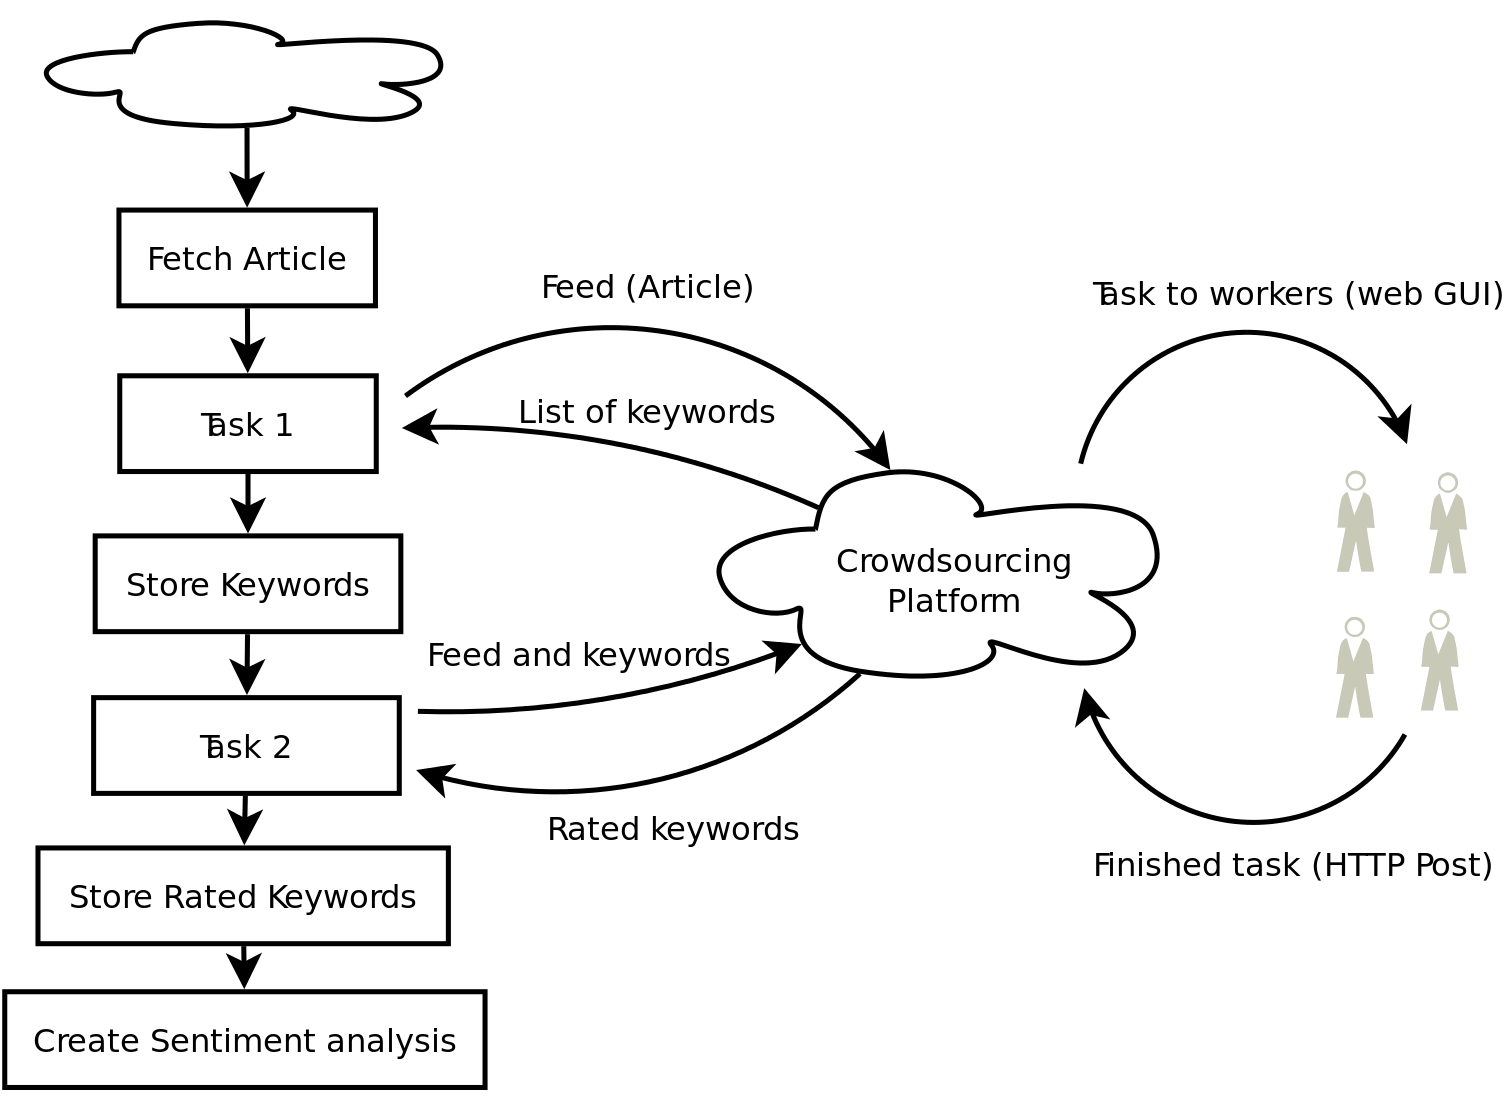 Fetch Article
Feed (Article)
Task to workers (web GUI)
List of keywords
Task 1
Crowdsourcing
Platform
Store Keywords
Feed and keywords
Task 2
Rated keywords
Finished task (HTTP Post)
Store Rated Keywords
Create Sentiment analysis